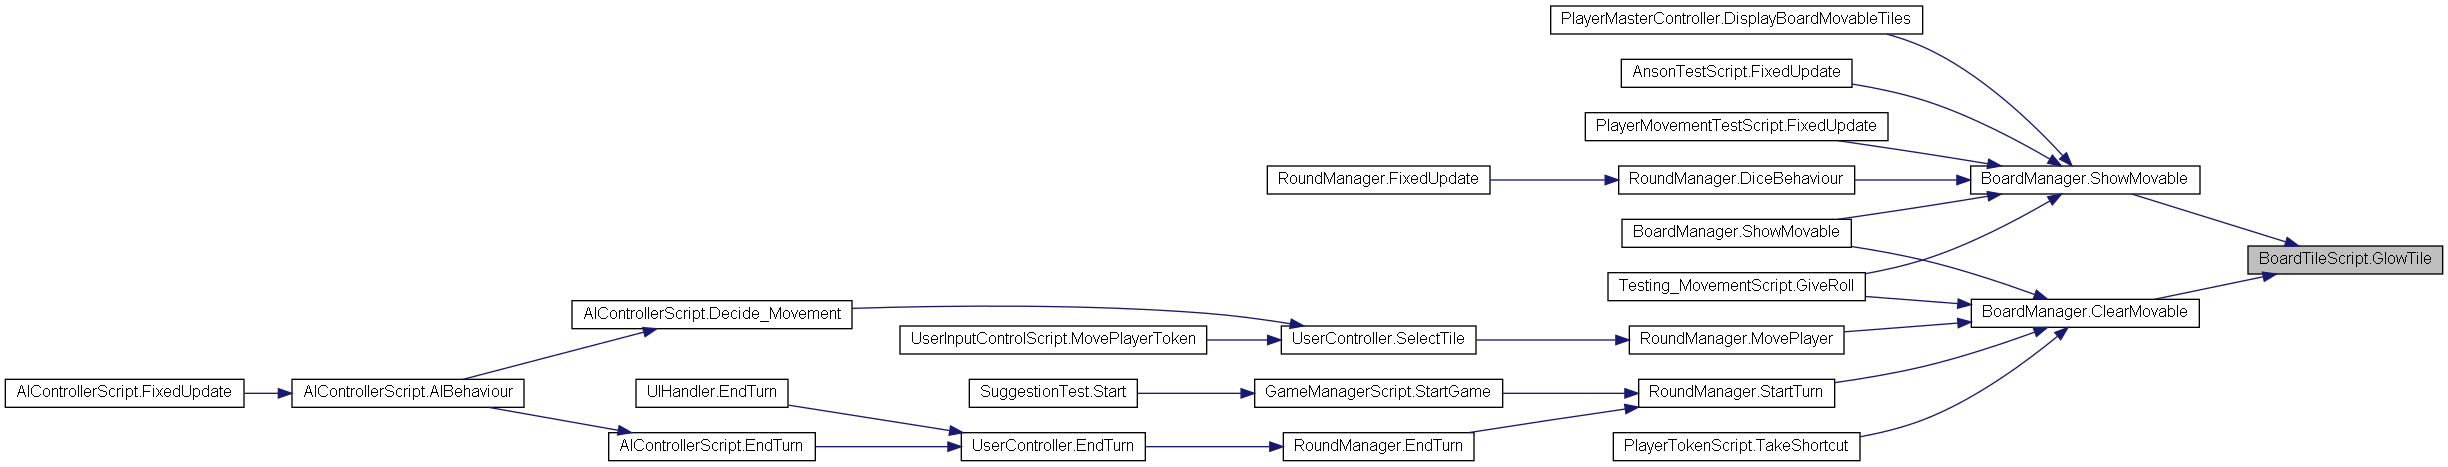 PlayerMasterController.DisplayBoardMovableTiles
AnsonTestScript.FixedUpdate
PlayerMovementTestScript.FixedUpdate
RoundManager.FixedUpdate
RoundManager.DiceBehaviour
BoardManager.ShowMovable
BoardManager.ShowMovable
BoardTileScript.GlowTile
Testing_MovementScript.GiveRoll
AIControllerScript.Decide_Movement
BoardManager.ClearMovable
UserInputControlScript.MovePlayerToken
UserController.SelectTile
RoundManager.MovePlayer
AIControllerScript.FixedUpdate
AIControllerScript.AIBehaviour
UIHandler.EndTurn
SuggestionTest.Start
GameManagerScript.StartGame
RoundManager.StartTurn
AIControllerScript.EndTurn
UserController.EndTurn
RoundManager.EndTurn
PlayerTokenScript.TakeShortcut